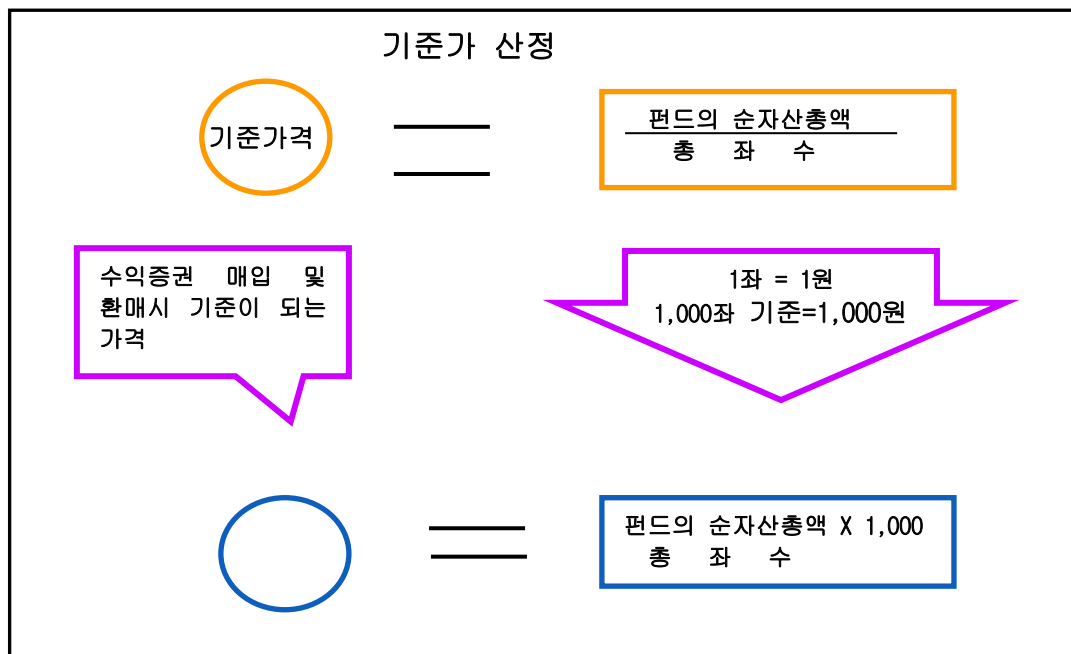 기준가 산정
기준가격
펀드의 순자산총액
총 좌 수
수익증권 매입 및
환매시 기준이 되는
가격
1좌 = 1원
1,000좌 기준=1,000원
펀드의 순자산총액 X 1,000
총 좌 수